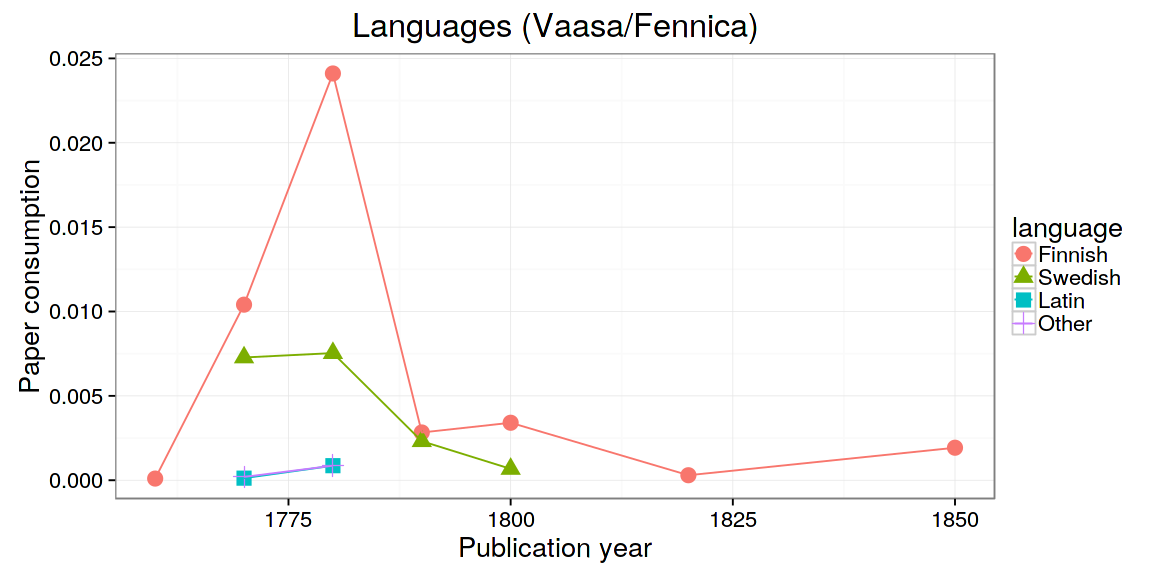 Languages (Vaasa/Fennica)
Paper consumption
0.025
0.020
0.015
0.010
0.005
0.000
1775 1800 1825 1850
Publication year
language
Finnish
Swedish
Latin
Other